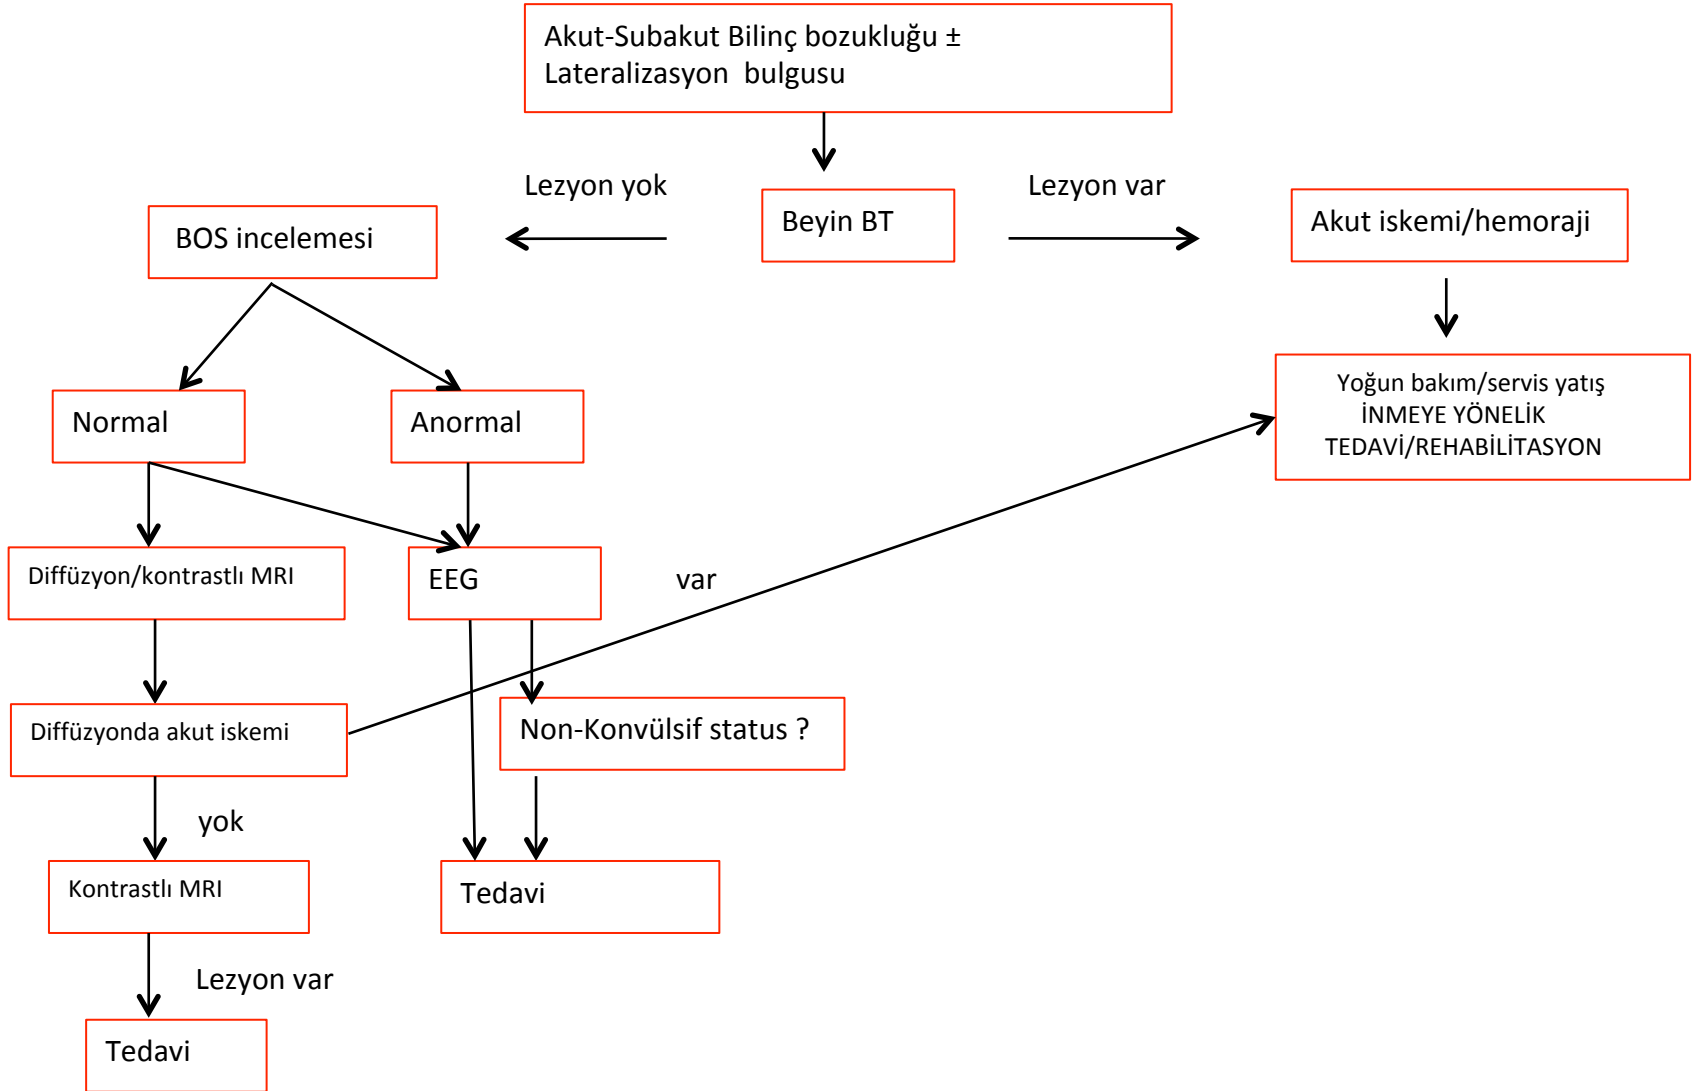 Akut-Subakut Bilinç bozukluğu ±
Lateralizasyon bulgusu
Lezyon yok
Lezyon var
BOS incelemesi
Beyin BT
Akut iskemi/hemoraji
Normal
Anormal
Yoğun bakım/servis yatış
İNMEYE YÖNELİK
TEDAVİ/REHABİLİTASYON
Diffüzyon/kontrastlı MRI
EEG
var
Diffüzyonda akut iskemi
Non-Konvülsif status ?
yok
Kontrastlı MRI
Tedavi
Lezyon var
Tedavi